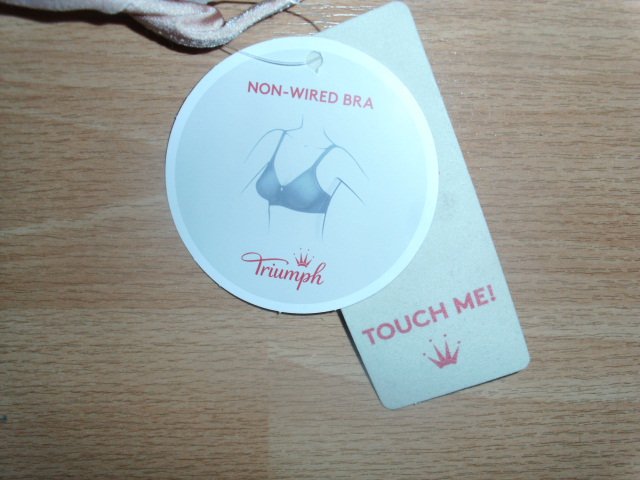 NON-WIRED BRA
Triumph
TOUCH ME!